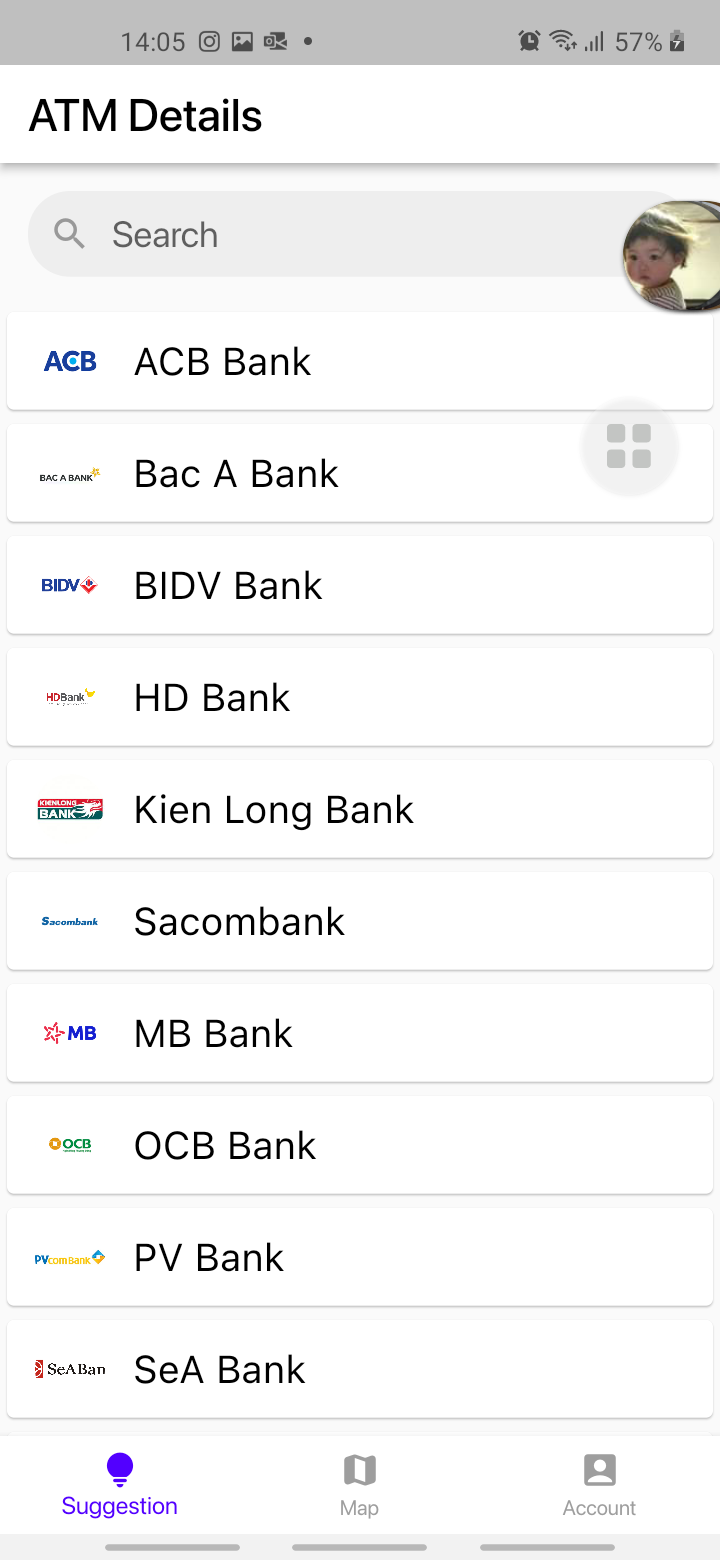 14:05 57%
ATM Details
Search
ACB ACB Bank
BAC A BANK Bac A Bank
BIDV BIDV Bank
HDBank HD Bank
KIENLONG BANK Kien Long Bank
Sacombank Sacombank
MB MB Bank
OCB OCB Bank
PVcomBank PV Bank
SeABan SeA Bank
Suggestion Map Account